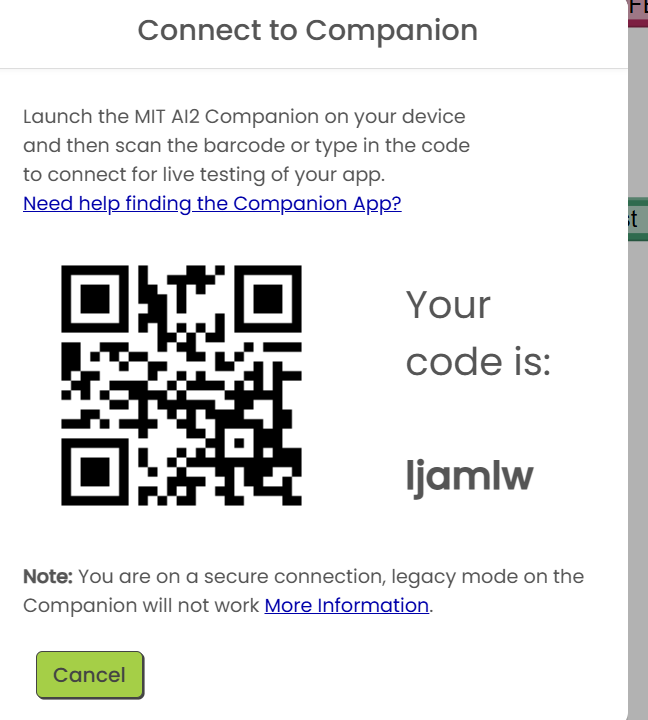 Connect to Companion
Launch the MIT AI2 Companion on your device
and then scan the barcode or type in the code
to connect for live testing of your app.
Need help finding the Companion App?
Your
code is:
ljamlw
Note: You are on a secure connection, legacy mode on the
Companion will not work More Information.
Cancel